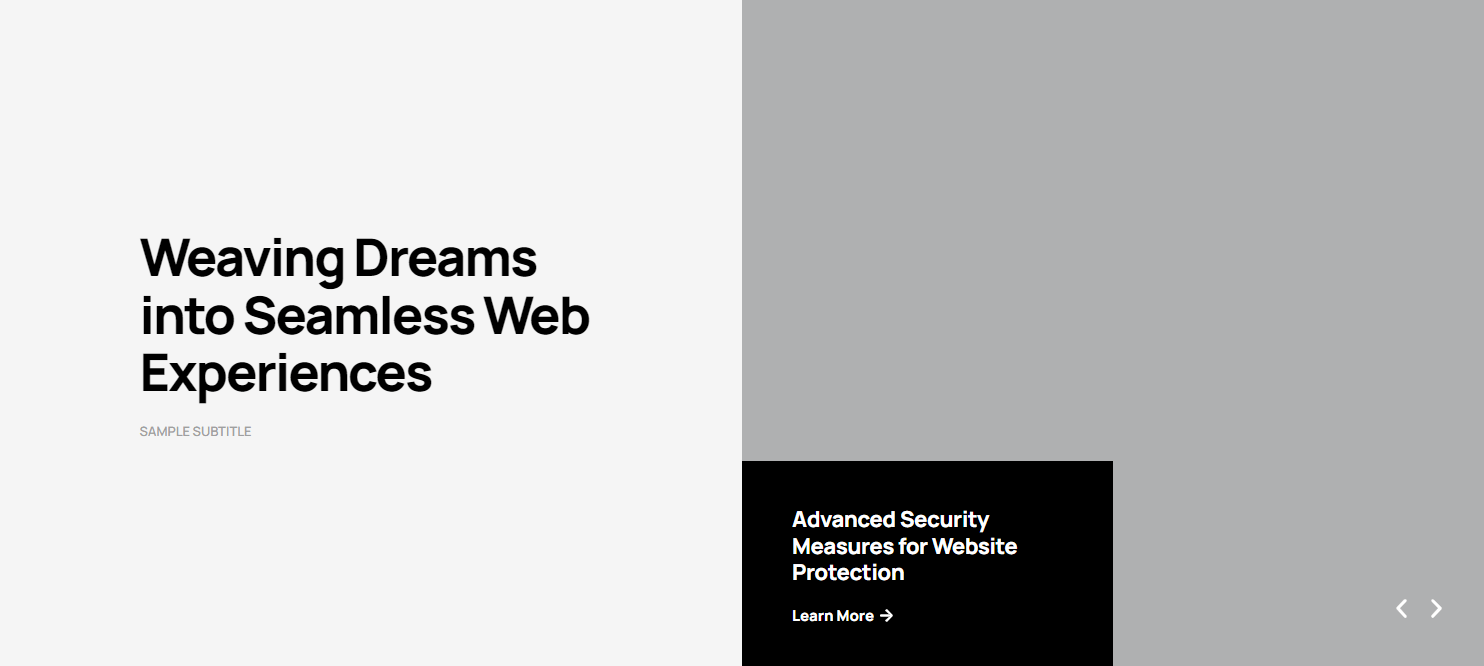 Weaving Dreams
into Seamless Web
Experiences
SAMPLE SUBTITLE
Advanced Security
Measures for Website
Protection
Learn More →